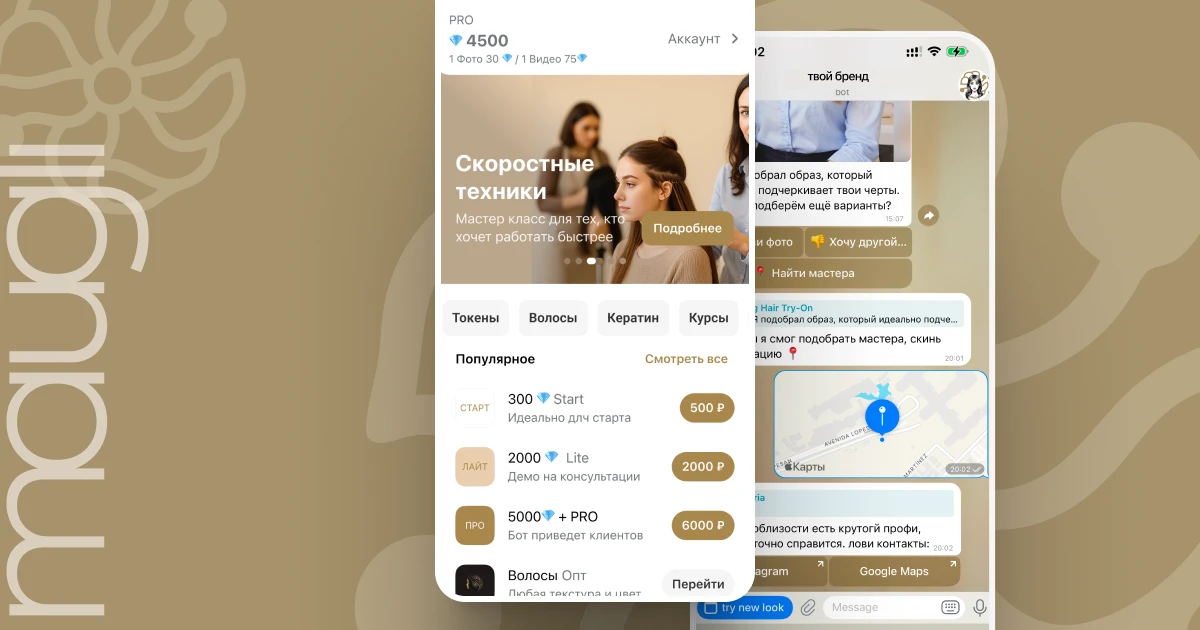 maugli
PRO
4500
Аккаунт
1 Фото 30 / 1 Видео 75
Скоростные
техники
Мастер класс для тех, кто
хочет работать быстрее
Подробнее
Токены Волосы Кератин Курсы
Популярное Смотреть все
СТАРТ
300 Start
Идеально длч старта
500 ₽
ЛАЙТ
2000 Lite
Демо на консультации
2000 ₽
ПРО
5000 + PRO
Бот приведет клиентов
6000 ₽
Волосы Опт
Любая текстура и цвет
Перейти
02
твой бренд
bot
обрал образ, который
подчеркивает твои черты.
подберём ещё варианты?
15:07
и фото
Хочу другой...
Найти мастера
g Hair Try-On
Я подобрал образ, который идеально подче...
я смог подобрать мастера, скинь
ацию
20:01
AVENIDA LOPE
MARTÍNEZ
Карты
20:02
ria
облизости есть крутогй профи,
точно справится. лови контакты:
20:02
agram
Google Maps
try new look
Message